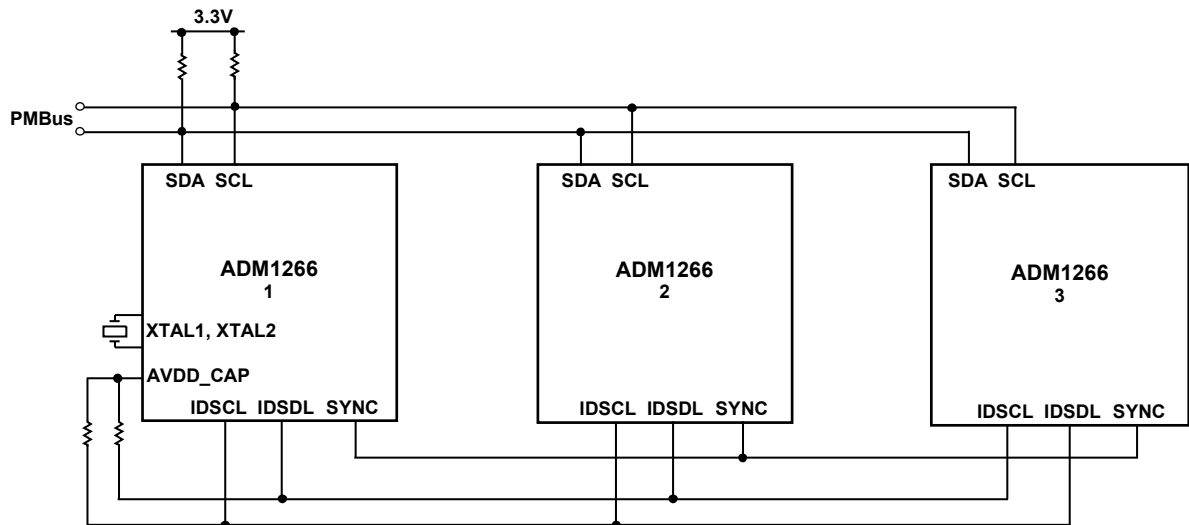 3.3V
PMBus
SDA SCL
SDA SCL
SDA SCL
ADM1266
1
ADM1266
2
ADM1266
3
XTAL1, XTAL2
AVDD_CAP
IDSCL IDSDL SYNC
IDSCL IDSDL SYNC
IDSCL IDSDL SYNC